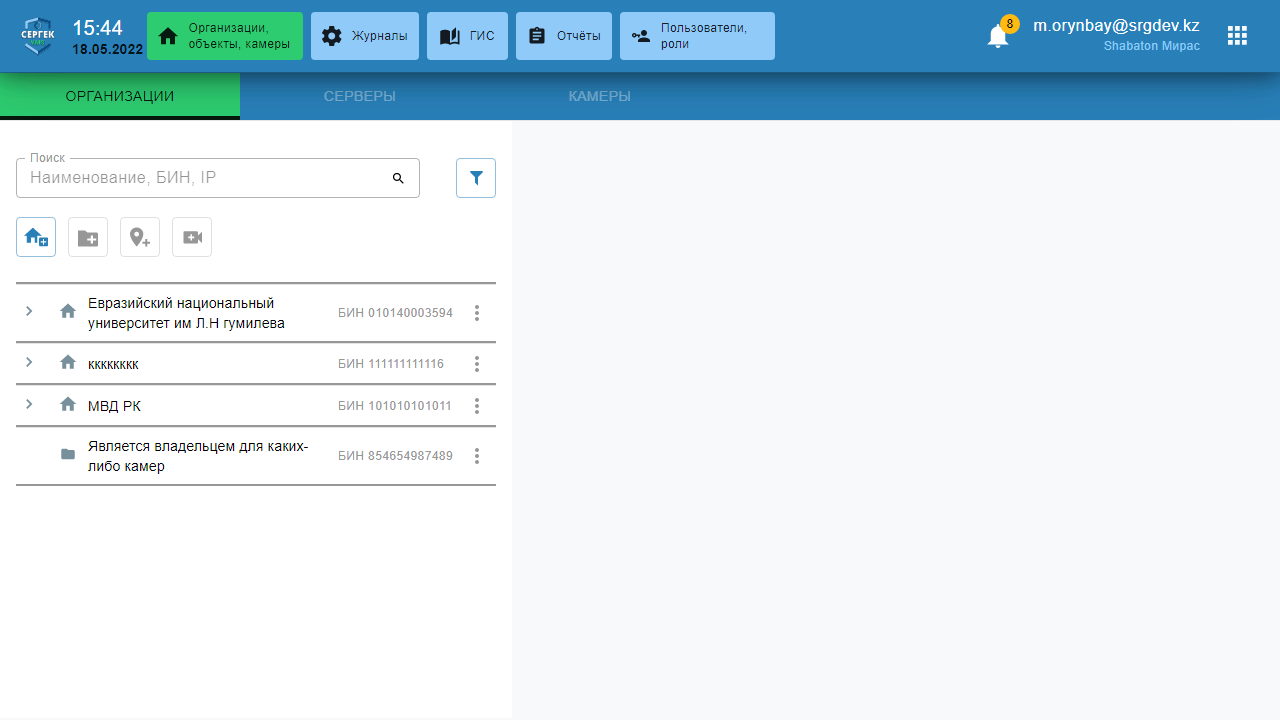 СЕРГЕК
15:44
18.05.2022
Организации,
объекты, камеры
Журналы
ГИС
Отчёты
Пользователи,
роли
8
m.orynbay@srgdev.kz
Shabaton Мирас
ОРГАНИЗАЦИИ
СЕРВЕРЫ
КАМЕРЫ
Поиск
Наименование, БИН, IP
Евразийский национальный
университет им Л.Н гумилева
БИН 010140003594
кккккккк
БИН 111111111116
МВД РК
БИН 101010101011
Является владельцем для каких-
либо камер
БИН 854654987489